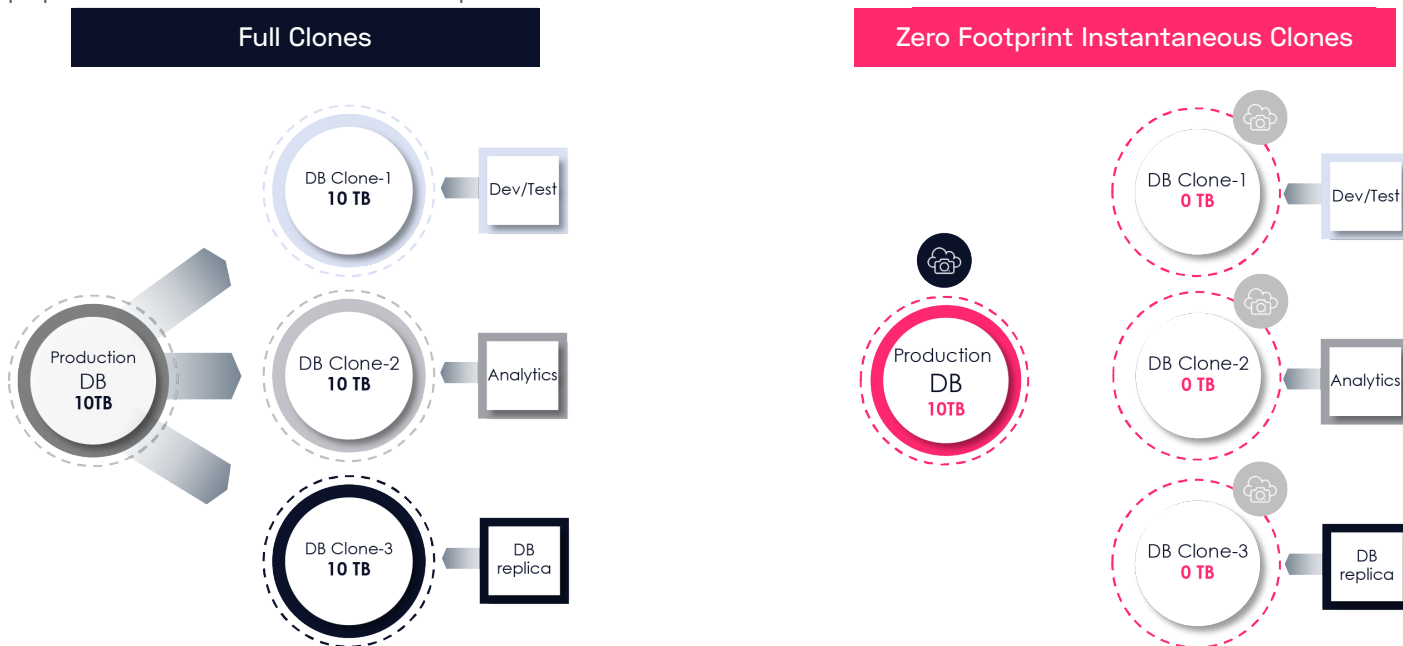 Full Clones
DB Clone-1
10 TB
Dev/Test
Production
DB
10TB
DB Clone-2
10 TB
Analytics
DB Clone-3
10 TB
DB
replica
Zero Footprint Instantaneous Clones
DB Clone-1
0 TB
Dev/Test
Production
DB
10TB
DB Clone-2
0 TB
Analytics
DB Clone-3
0 TB
DB
replica